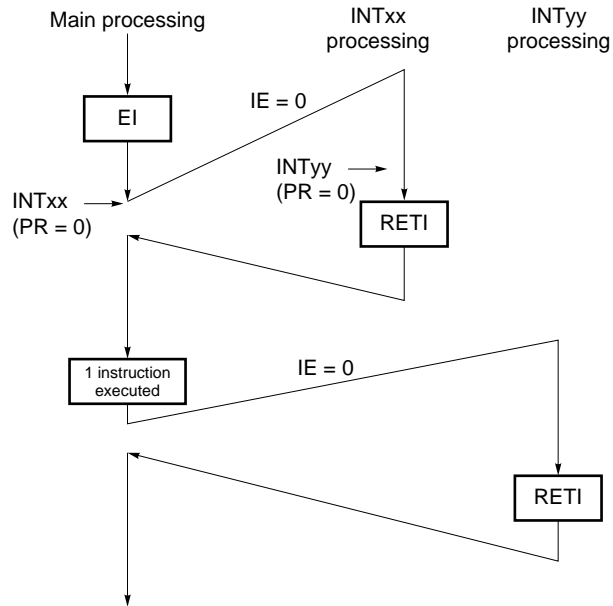 Main processing
INTxx
processing
INTyy
processing
EI
IE = 0
INTyy
(PR = 0)
INTxx
(PR = 0)
RETI
1 instruction
executed
IE = 0
RETI